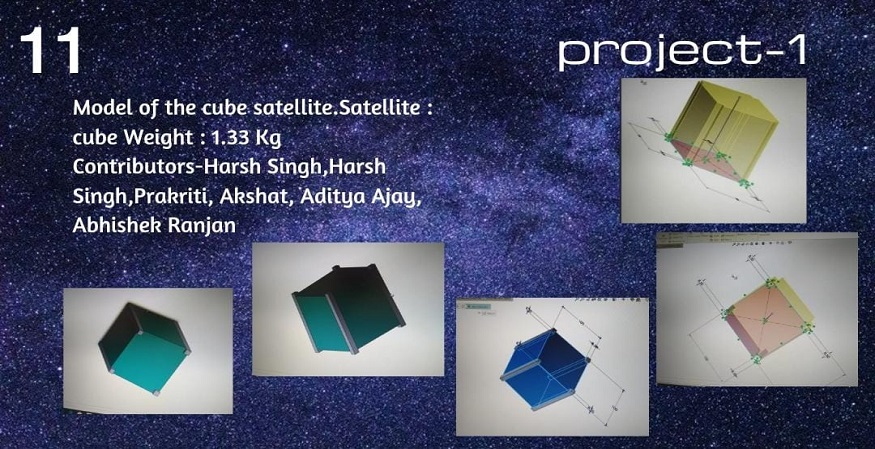 11
project-1
Model of the cube satellite.Satellite :
cube Weight : 1.33 Kg
Contributors-Harsh Singh,Harsh
Singh,Prakriti, Akshat, Aditya Ajay,
Abhishek Ranjan